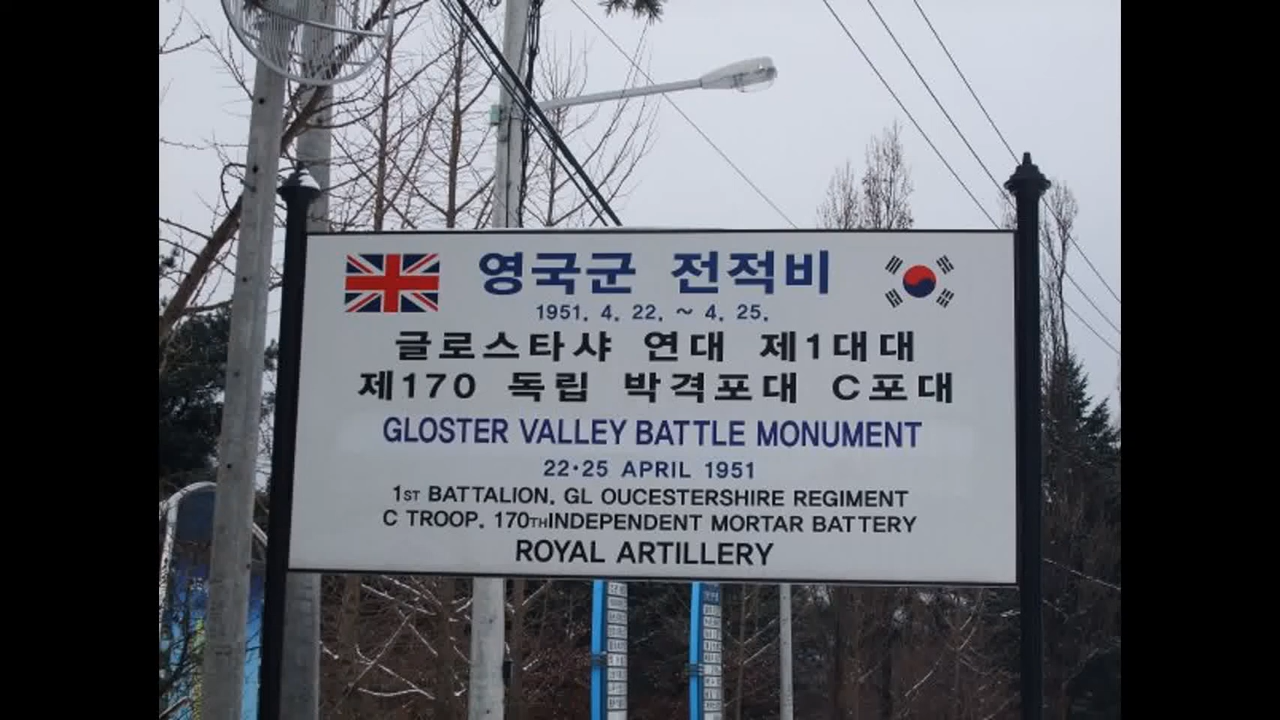 영국군 전적비
1951. 4. 22. ~ 4. 25.
글로스타샤 연대 제1대대
제170 독립 박격포대 C포대
GLOSTER VALLEY BATTLE MONUMENT
22·25 APRIL 1951
1ST BATTALION. GL OUCESTERSHIRE REGIMENT
C TROOP. 170THINDEPENDENT MORTAR BATTERY
ROYAL ARTILLERY